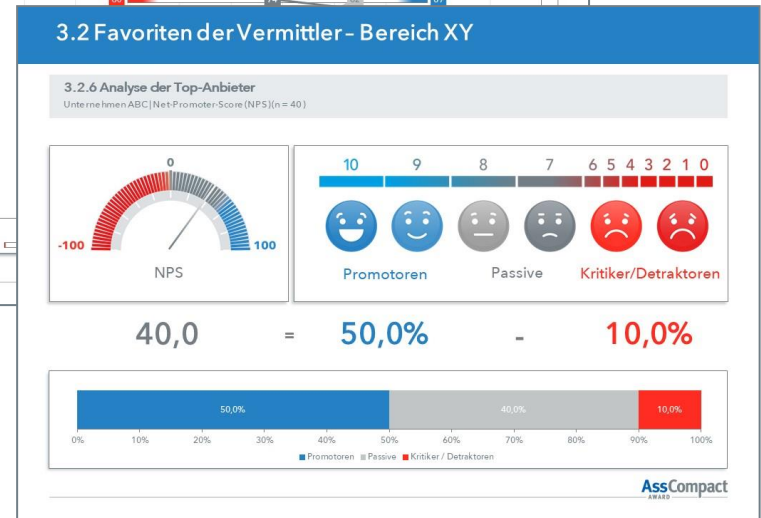 3.2 Favoriten der Vermittler – Bereich XY
3.2.6 Analyse der Top-Anbieter
Unternehmen ABC | Net-Promoter-Score (NPS) (n = 40)
0
-100
100
NPS
10 9 8 7 6 5 4 3 2 1 0
Promotoren Passive Kritiker/Detraktoren
40,0 = 50,0% - 10,0%
50,0% 40,0% 10,0%
0% 10% 20% 30% 40% 50% 60% 70% 80% 90% 100%
Promotoren Passive Kritiker / Detraktoren
AssCompact
AWARD